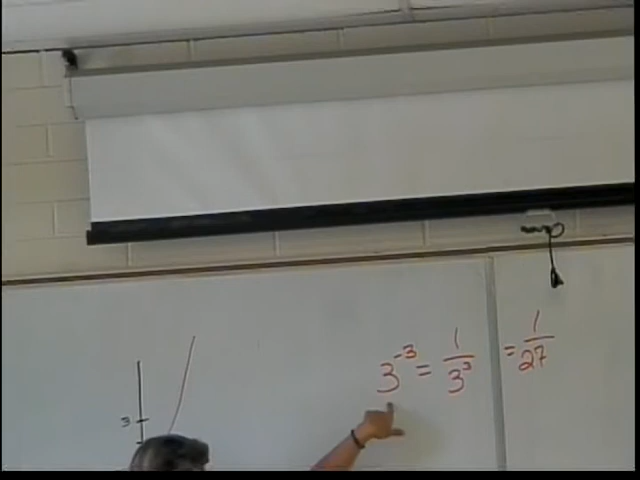 3⁻³ = 1/3³ = 1/27
3